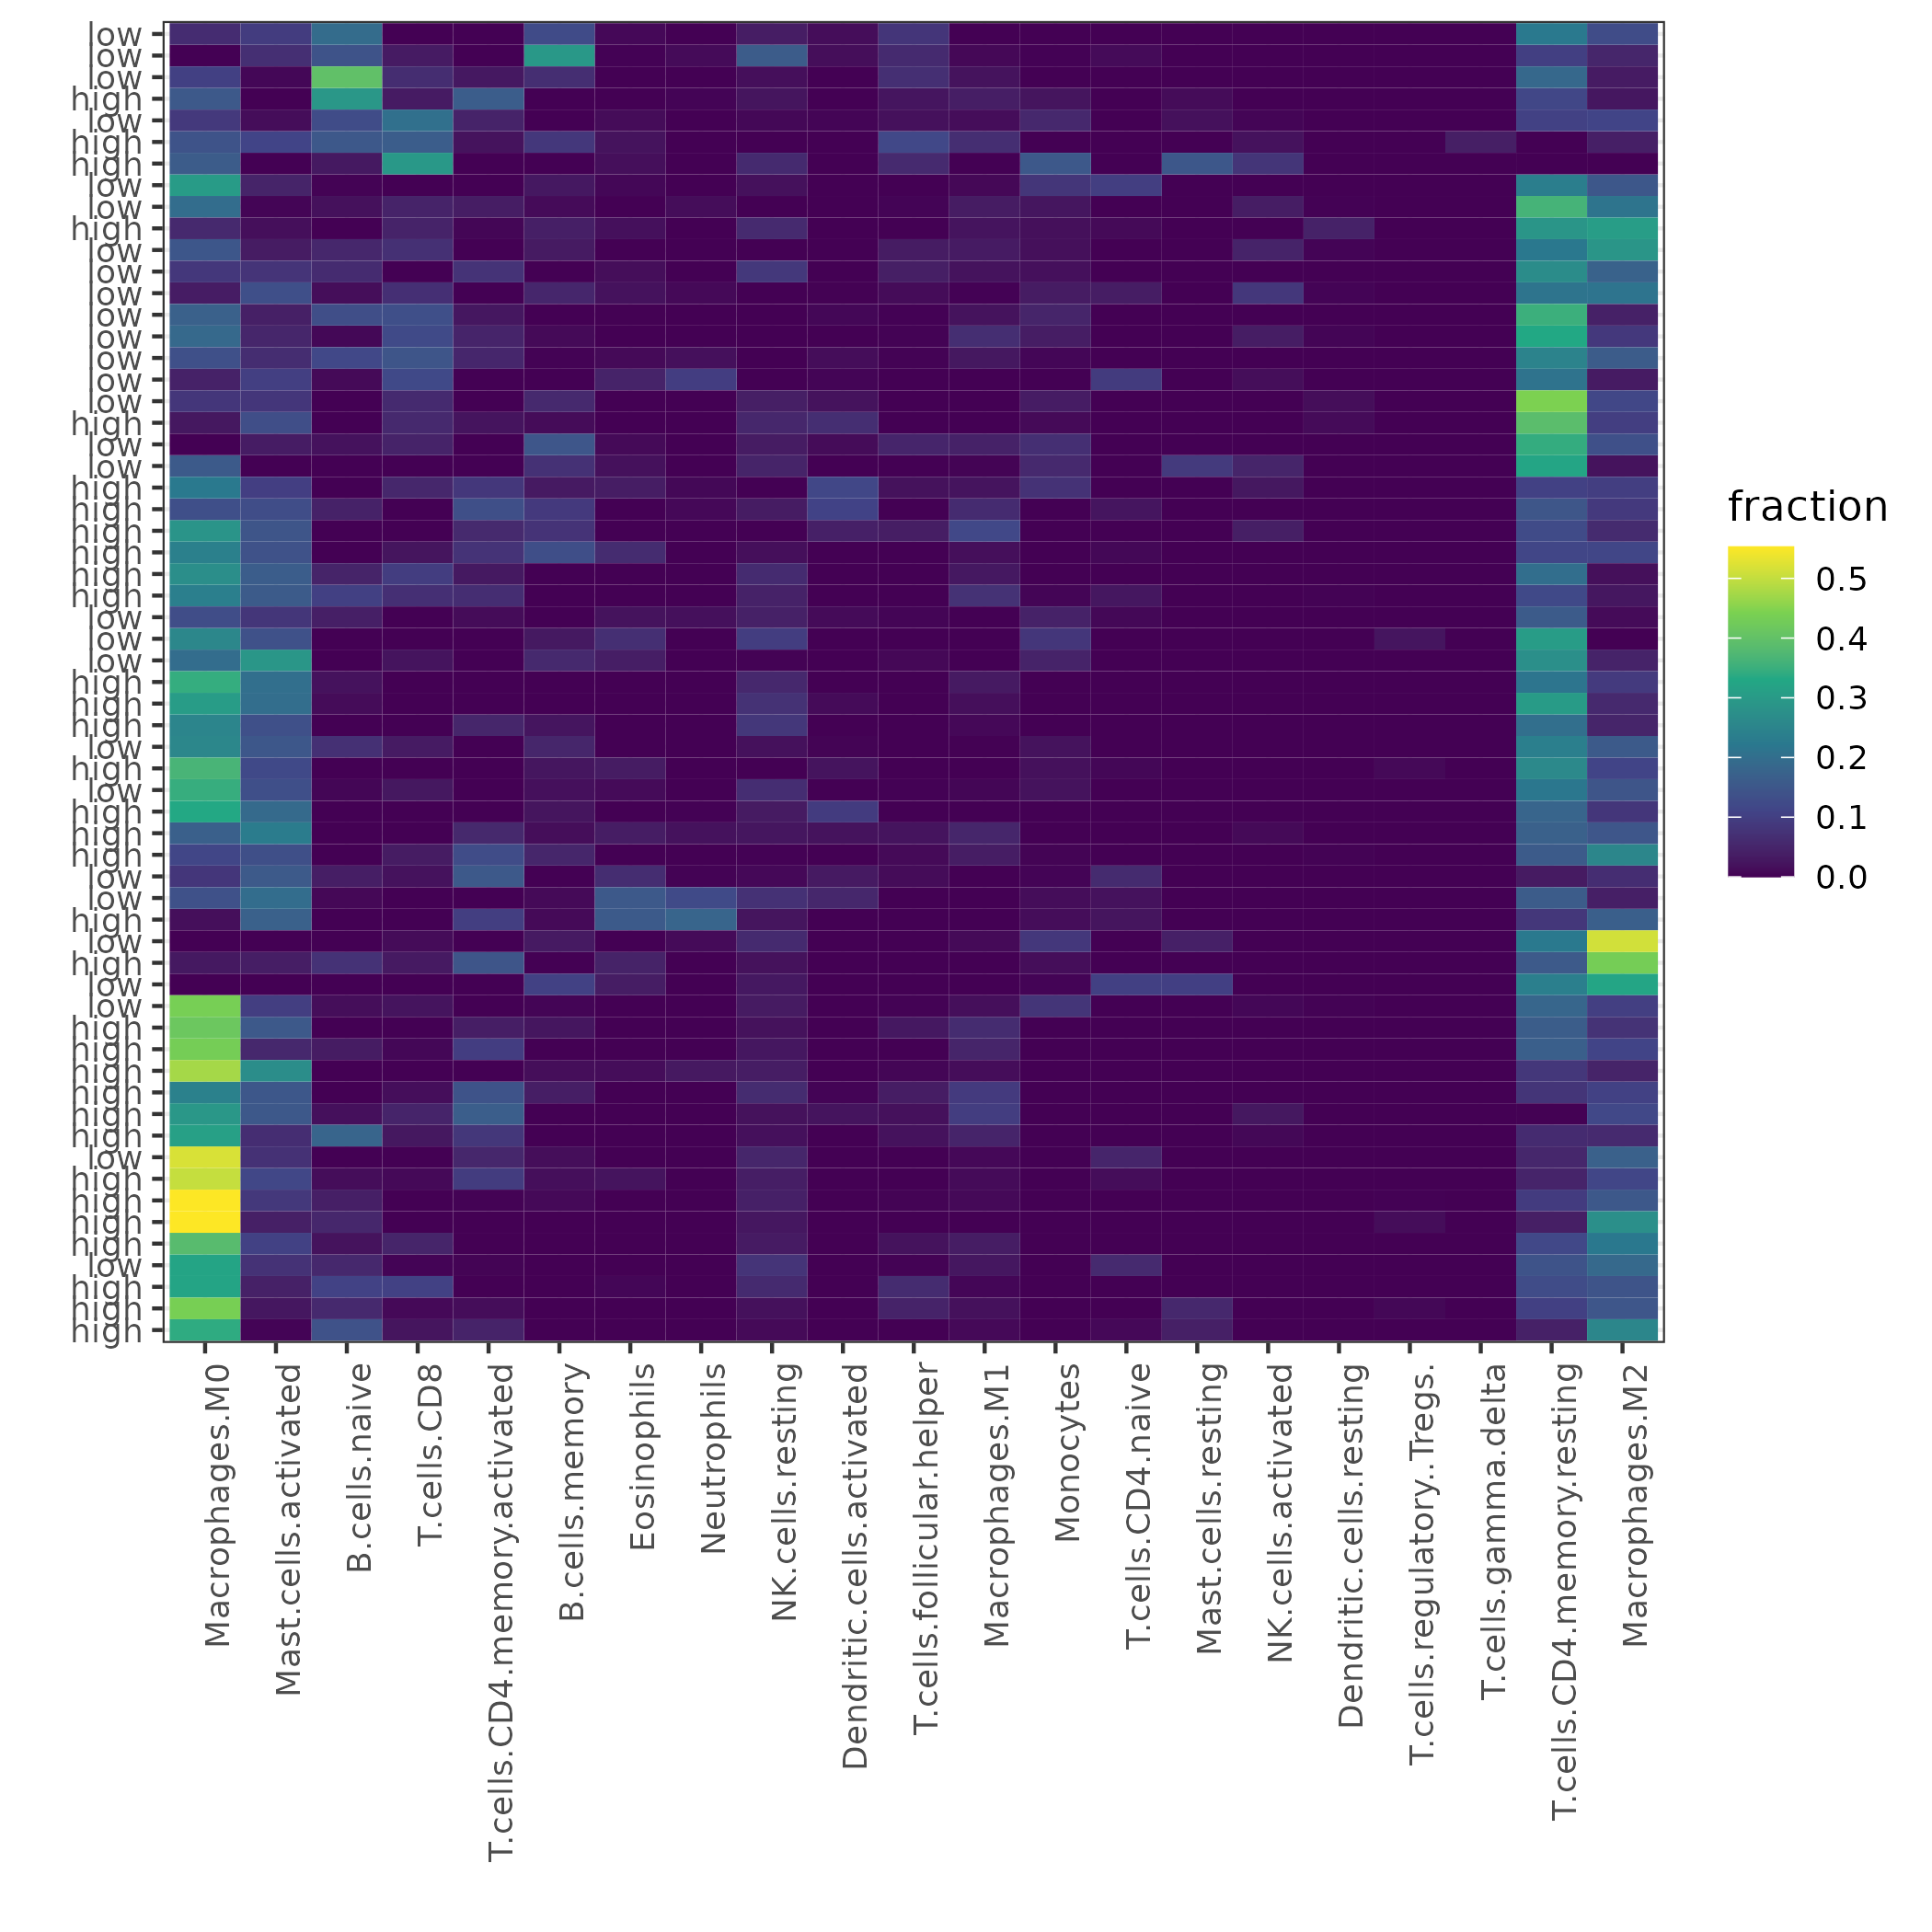 low
low
low
high
low
high
high
low
low
high
low
low
low
low
low
low
low
low
high
low
low
high
high
high
high
high
high
low
low
low
high
high
high
low
high
low
high
high
high
low
low
high
low
high
low
low
high
high
high
high
high
high
low
high
high
high
high
low
high
high
high
fraction
0.5
0.4
0.3
0.2
0.1
0.0
Macrophages.M0
Mast.cells.activated
B.cells.naive
T.cells.CD8
T.cells.CD4.memory.activated
B.cells.memory
Eosinophils
Neutrophils
NK.cells.resting
Dendritic.cells.activated
T.cells.follicular.helper
Macrophages.M1
Monocytes
T.cells.CD4.naive
Mast.cells.resting
NK.cells.activated
Dendritic.cells.resting
T.cells.regulatory..Tregs.
T.cells.gamma.delta
T.cells.CD4.memory.resting
Macrophages.M2